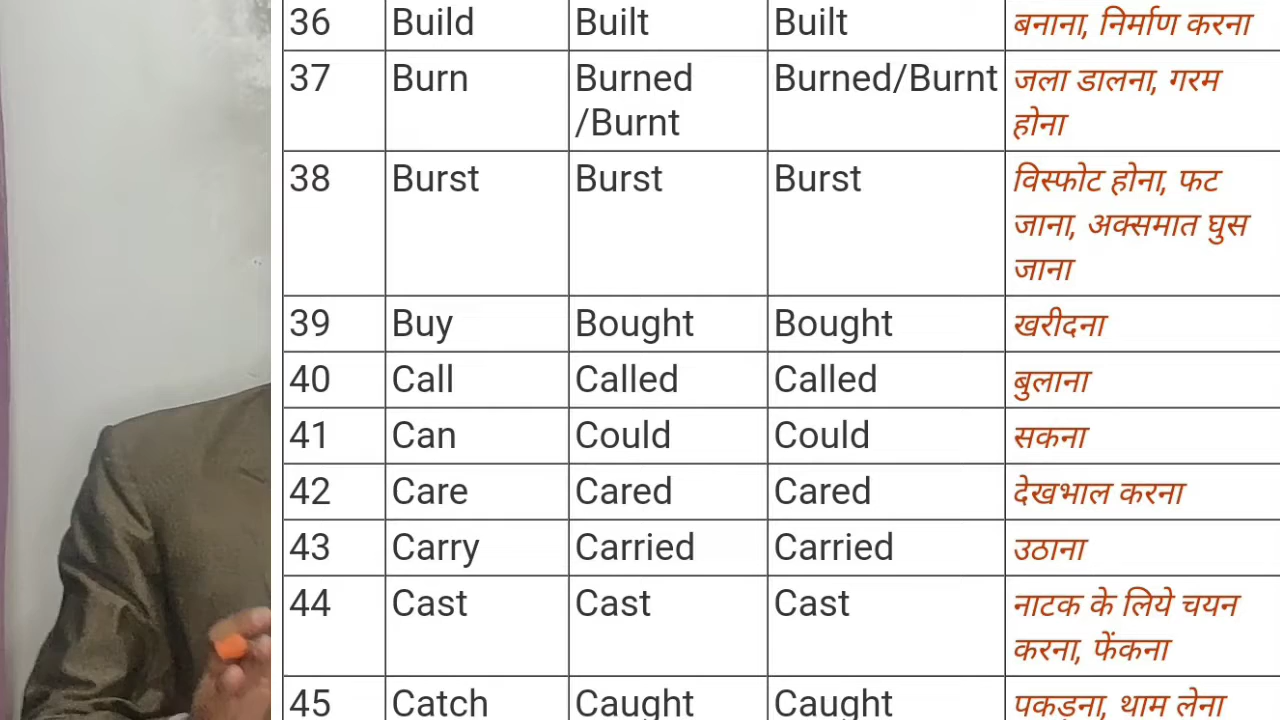 36 Build Built Built बनाना, निर्माण करना
37 Burn Burned Burned/Burnt जला डालना, गरम
/Burnt होना
38 Burst Burst Burst विस्फोट होना, फट
जाना, अक्समात घुस
जाना
39 Buy Bought Bought खरीदना
40 Call Called Called बुलाना
41 Can Could Could सकना
42 Care Cared Cared देखभाल करना
43 Carry Carried Carried उठाना
44 Cast Cast Cast नाटक के लिये चयन
करना, फेंकना
45 Catch Caught Caught पकड़ना, थाम लेना